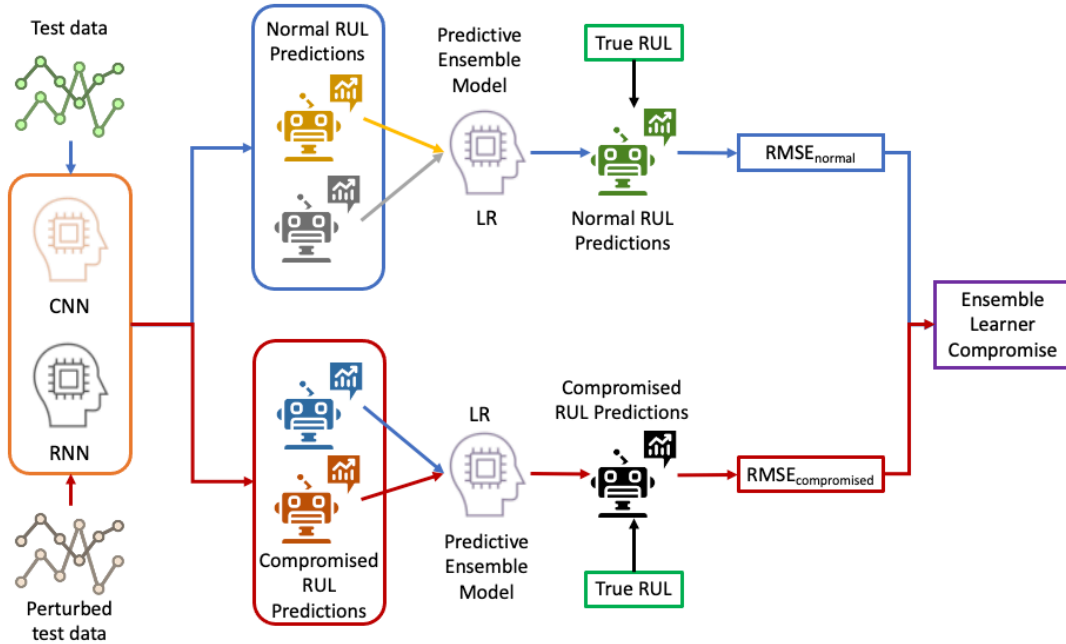 Test data
CNN
RNN
Perturbed
test data
Normal RUL
Predictions
Predictive
Ensemble
Model
LR
True RUL
Normal RUL
Predictions
RMSEnormal
Compromised
RUL
Predictions
LR
Predictive
Ensemble
Model
Compromised
RUL Predictions
True RUL
RMSEcompromised
Ensemble
Learner
Compromise